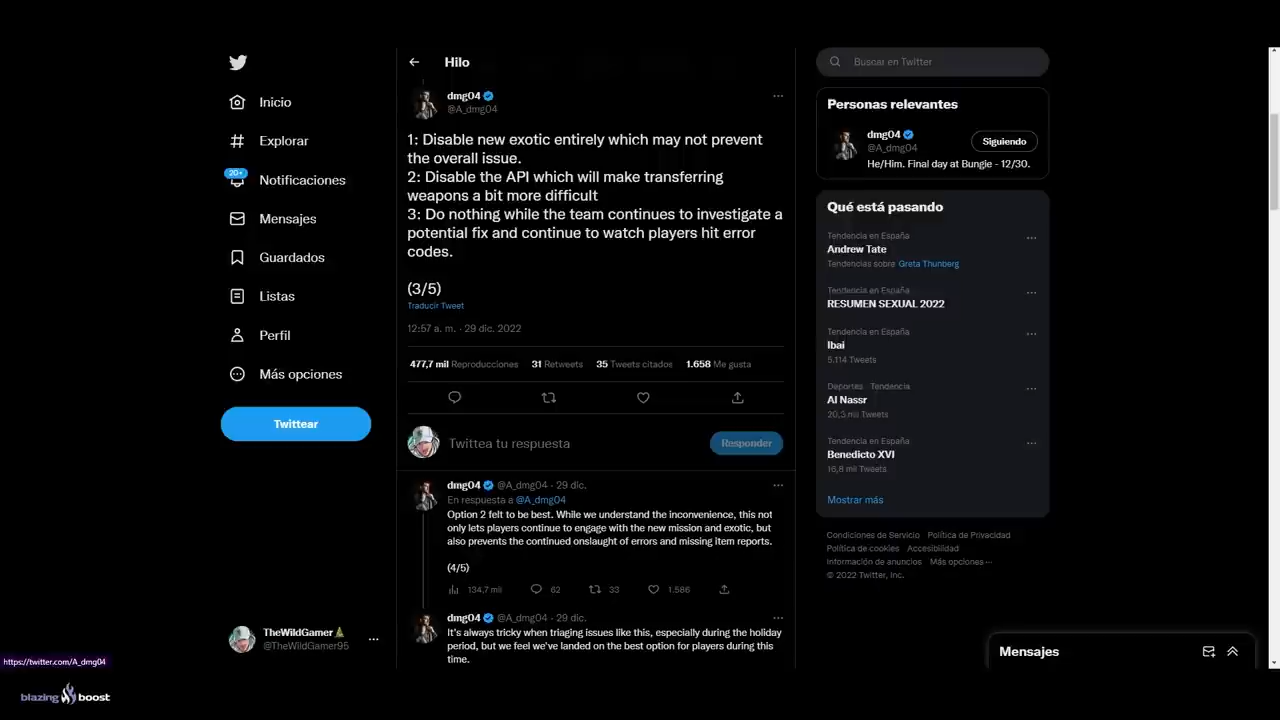 Inicio
Explorar
20+
Notificaciones
Mensajes
Guardados
Listas
Perfil
Más opciones
Twittear
TheWildGamer
@TheWildGamer95
https://twitter.com/A_dmg04
blazing boost
Hilo
dmg04
@A_dmg04
1: Disable new exotic entirely which may not prevent
the overall issue.
2: Disable the API which will make transferring
weapons a bit more difficult
3: Do nothing while the team continues to investigate a
potential fix and continue to watch players hit error
codes.
(3/5)
Traducir Tweet
12:57 a. m. · 29 dic. 2022
477,7 mil Reproducciones 31 Retweets 35 Tweets citados 1.658 Me gusta
Twittea tu respuesta
Responder
dmg04 @A_dmg04 · 29 dic.
En respuesta a @A_dmg04
Option 2 felt to be best. While we understand the inconvenience, this not
only lets players continue to engage with the new mission and exotic, but
also prevents the continued onslaught of errors and missing item reports.
(4/5)
134,7 mil 62 33 1.586
dmg04 @A_dmg04 · 29 dic.
It's always tricky when triaging issues like this, especially during the holiday
period, but we feel we've landed on the best option for players during this
time.
Buscar en Twitter
Personas relevantes
dmg04
@A_dmg04
Siguiendo
He/Him. Final day at Bungie - 12/30.
Qué está pasando
Tendencia en España
Andrew Tate
Tendencias sobre Greta Thunberg
Tendencia en España
RESUMEN SEXUAL 2022
Tendencia en España
Ibai
5.114 Tweets
Deportes · Tendencia
Al Nassr
20,3 mil Tweets
Tendencia en España
Benedicto XVI
16,8 mil Tweets
Mostrar más
Condiciones de Servicio Política de Privacidad
Política de cookies Accesibilidad
Información de anuncios Más opciones ···
© 2022 Twitter, Inc.
Mensajes